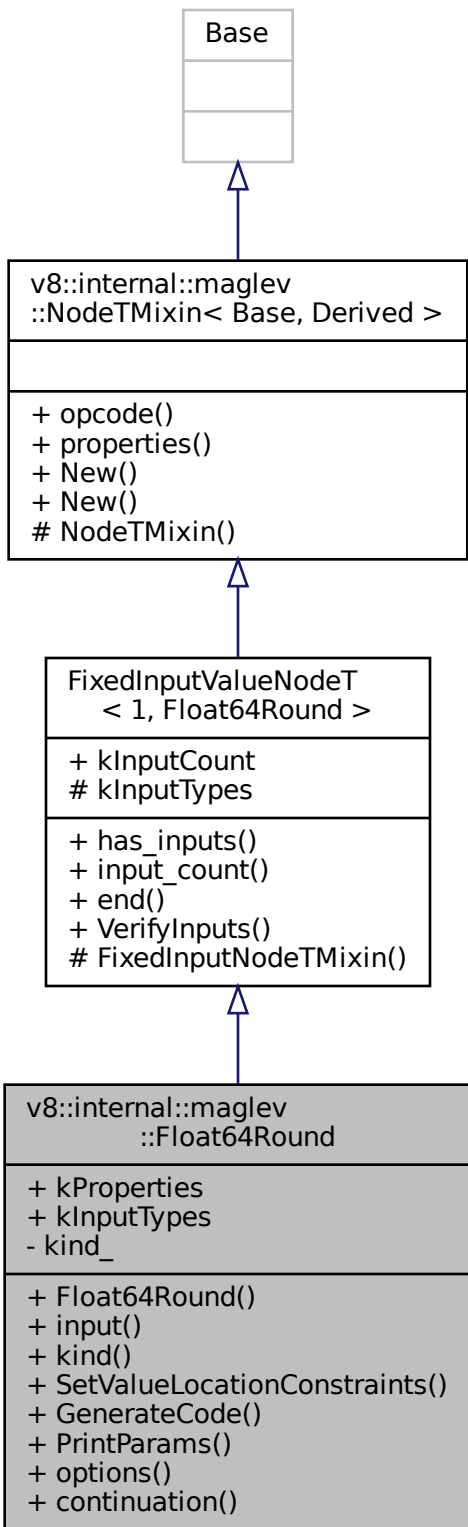 Base
v8::internal::maglev
::NodeTMixin< Base, Derived >
+ opcode()
+ properties()
+ New()
+ New()
# NodeTMixin()
FixedInputValueNodeT
< 1, Float64Round >
+ kInputCount
# kInputTypes
+ has_inputs()
+ input_count()
+ end()
+ VerifyInputs()
# FixedInputNodeTMixin()
v8::internal::maglev
::Float64Round
+ kProperties
+ kInputTypes
- kind_
+ Float64Round()
+ input()
+ kind()
+ SetValueLocationConstraints()
+ GenerateCode()
+ PrintParams()
+ options()
+ continuation()